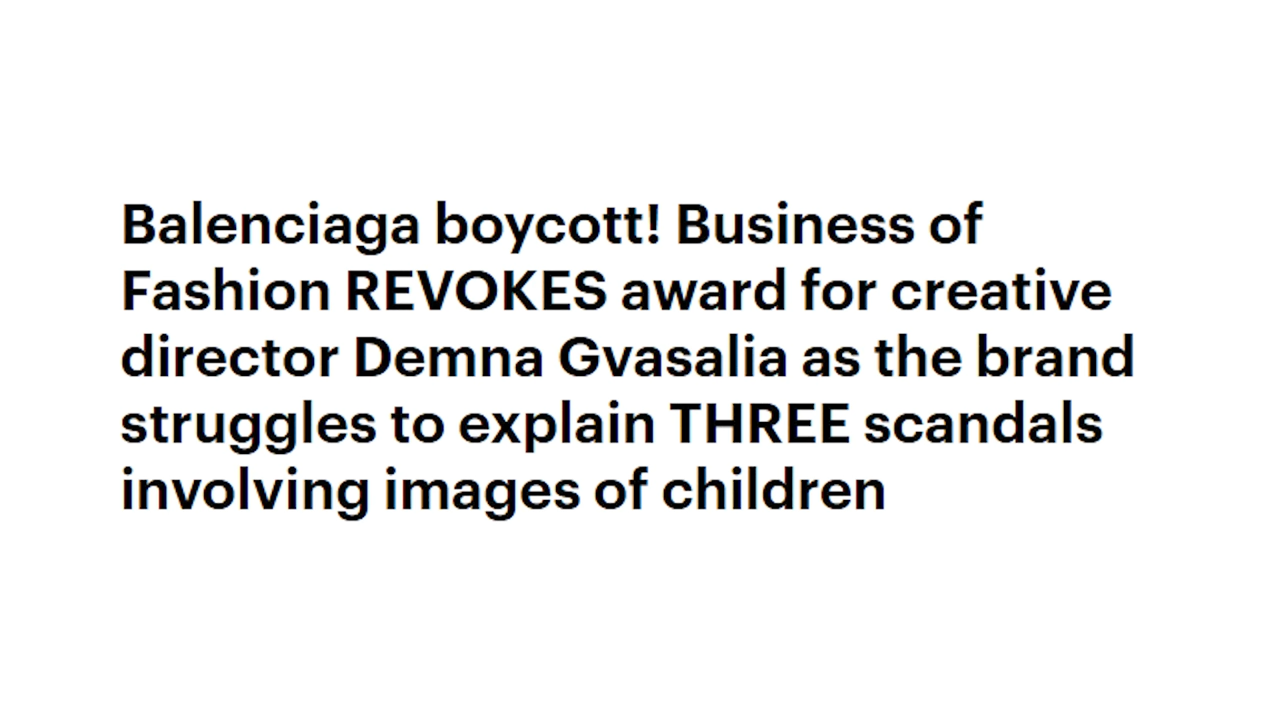 Balenciaga boycott! Business of
Fashion REVOKES award for creative
director Demna Gvasalia as the brand
struggles to explain THREE scandals
involving images of children